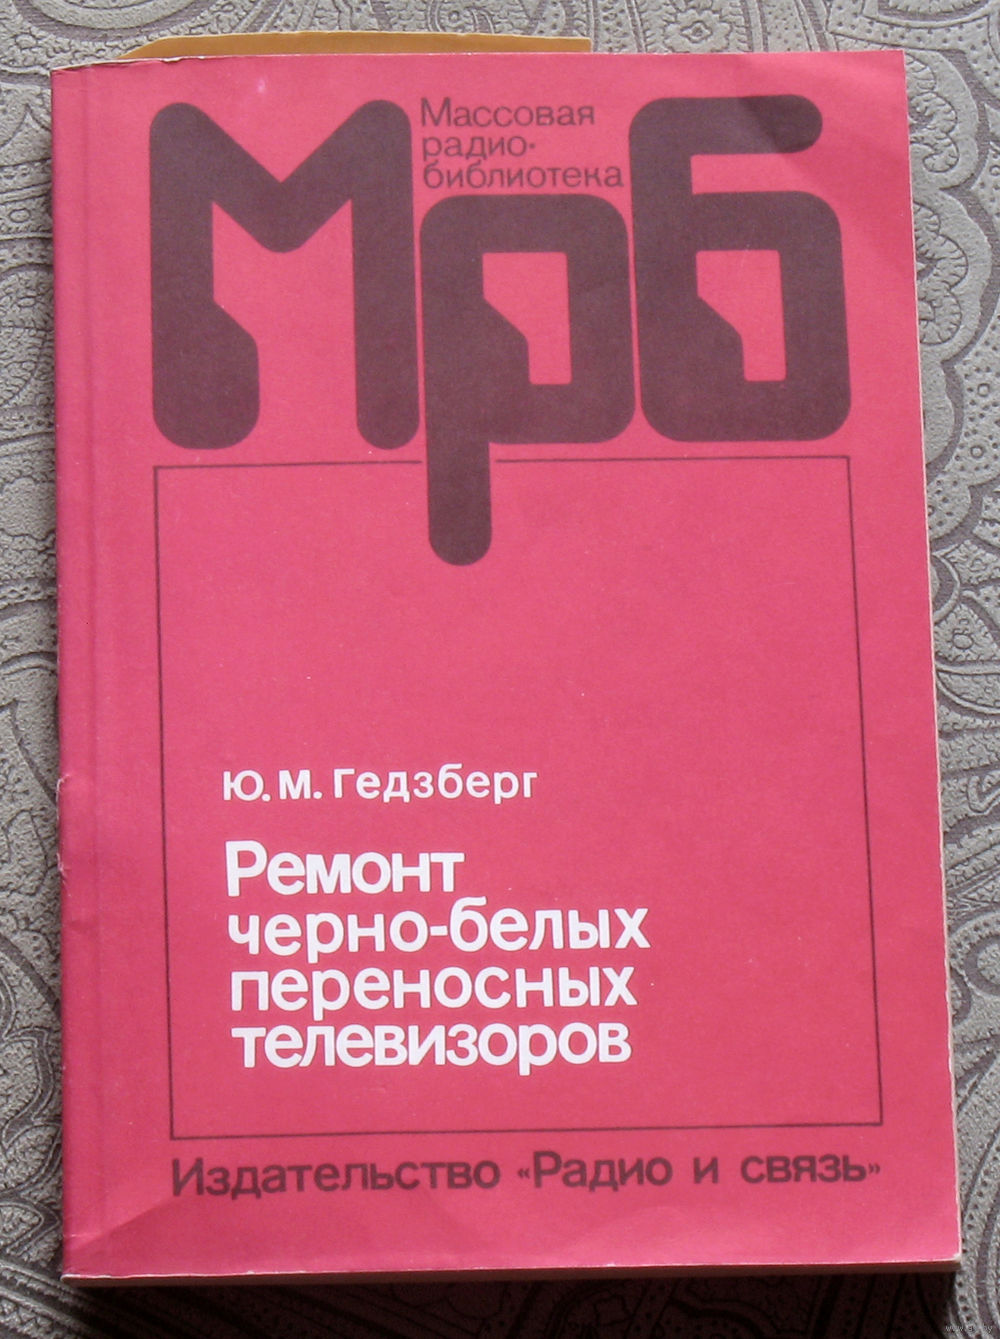 Мрб
Массовая
радио-
библиотека
Ю.М. Гедзберг
Ремонт
черно-белых
переносных
телевизоров
Издательство «Радио и связь»